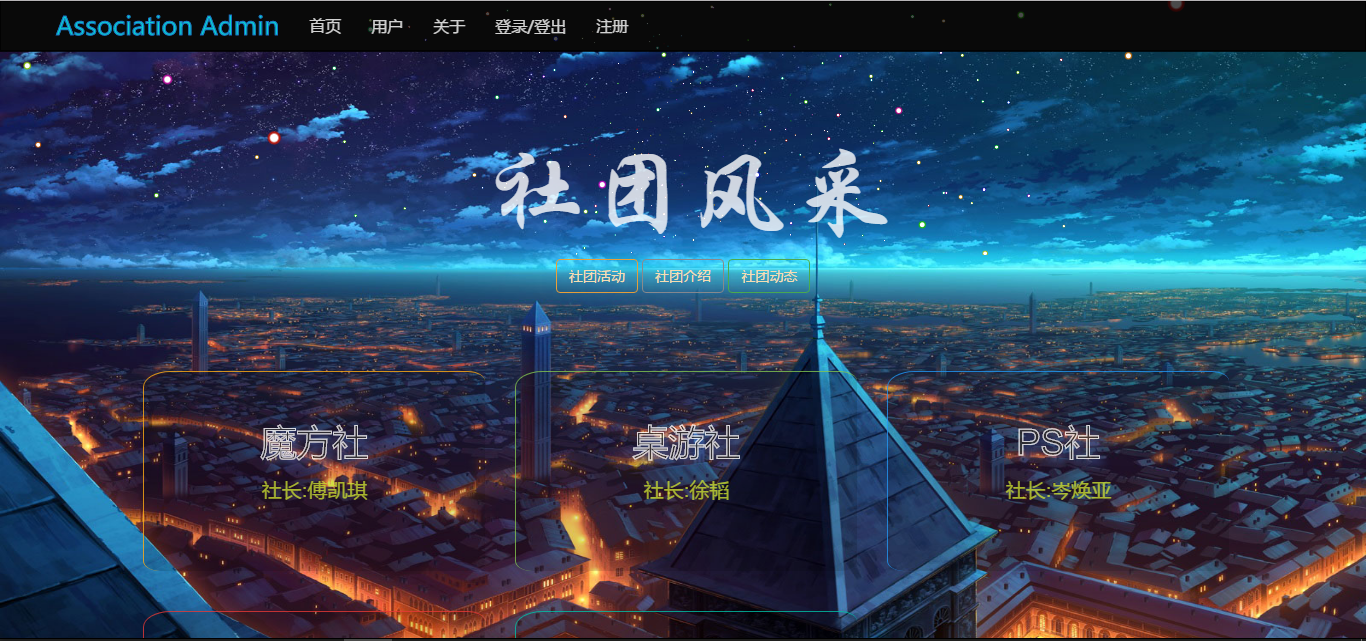 Association Admin 首页 用户 关于 登录/登出 注册
社团风采
社团活动 社团介绍 社团动态
魔方社 桌游社 PS社
社长:傅凯琪 社长:徐韬 社长:岑焕亚